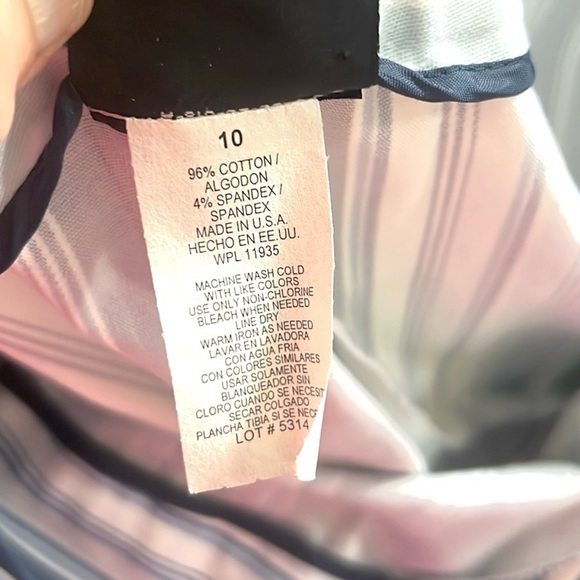 10
96% COTTON /
ALGODON
4% SPANDEX /
SPANDEX
MADE IN U.S.A.
HECHO EN EE.UU.
WPL 11935
MACHINE WASH COLD
WITH LIKE COLORS
USE ONLY NON-CHLORINE
BLEACH WHEN NEEDED
LINE DRY
WARM IRON AS NEEDED
LAVAR EN LAVADORA
CON AGUA FRIA
CON COLORES SIMILARES
USAR SOLAMENTE
BLANQUEADOR SIN
CLORO CUANDO SE NECESIT
SECAR COLGADO
PLANCHA TIBIA SI SE NECE
LOT # 5314